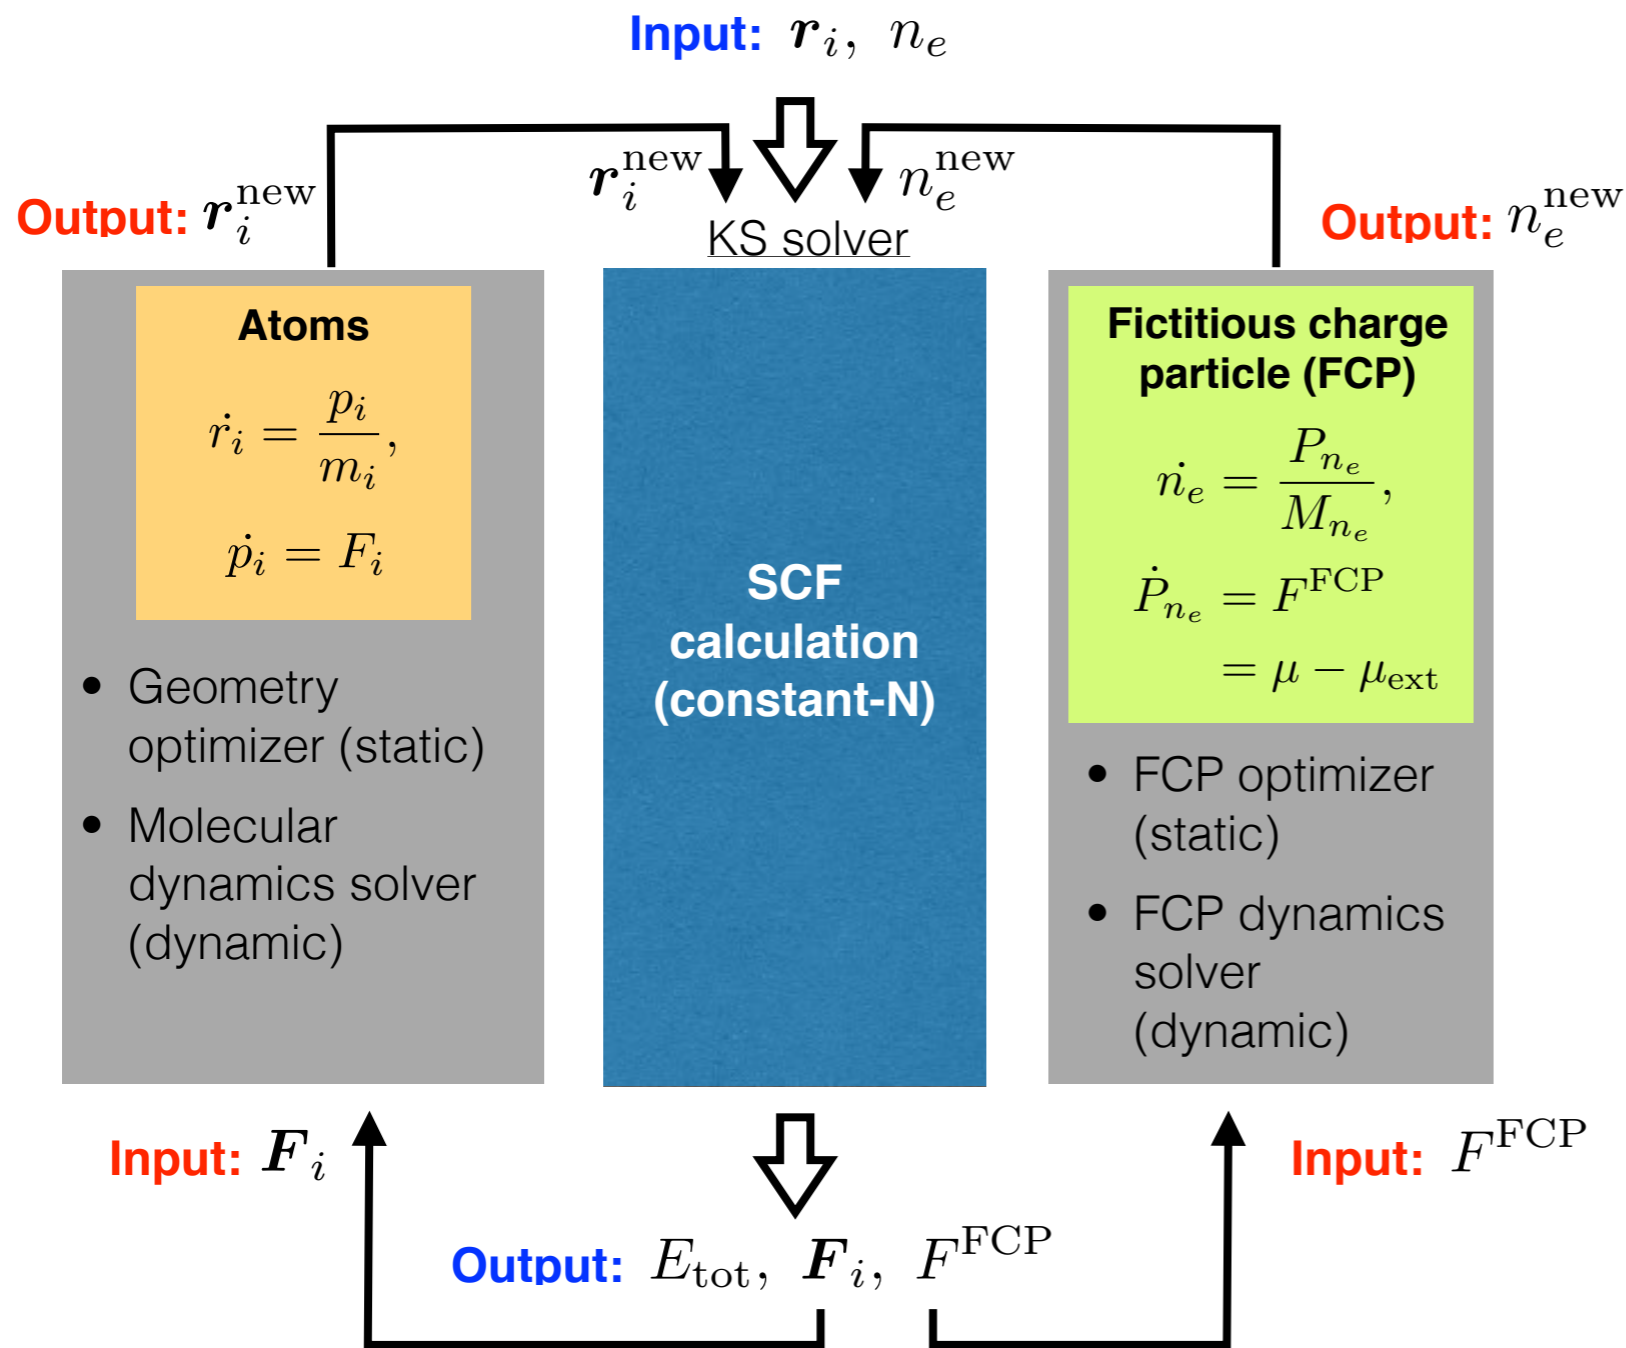 Input: r_i, n_e
r_i^new
n_e^new
Output: r_i^new
Output: n_e^new
KS solver
Atoms
ṙ_i = p_i / m_i,
ṗ_i = F_i
• Geometry
optimizer (static)
• Molecular
dynamics solver
(dynamic)
SCF
calculation
(constant-N)
Fictitious charge
particle (FCP)
ṅ_e = P_{n_e} / M_{n_e},
Ṗ_{n_e} = F^FCP
= μ − μ_ext
• FCP optimizer
(static)
• FCP dynamics
solver
(dynamic)
Input: F_i
Input: F^FCP
Output: E_tot, F_i, F^FCP